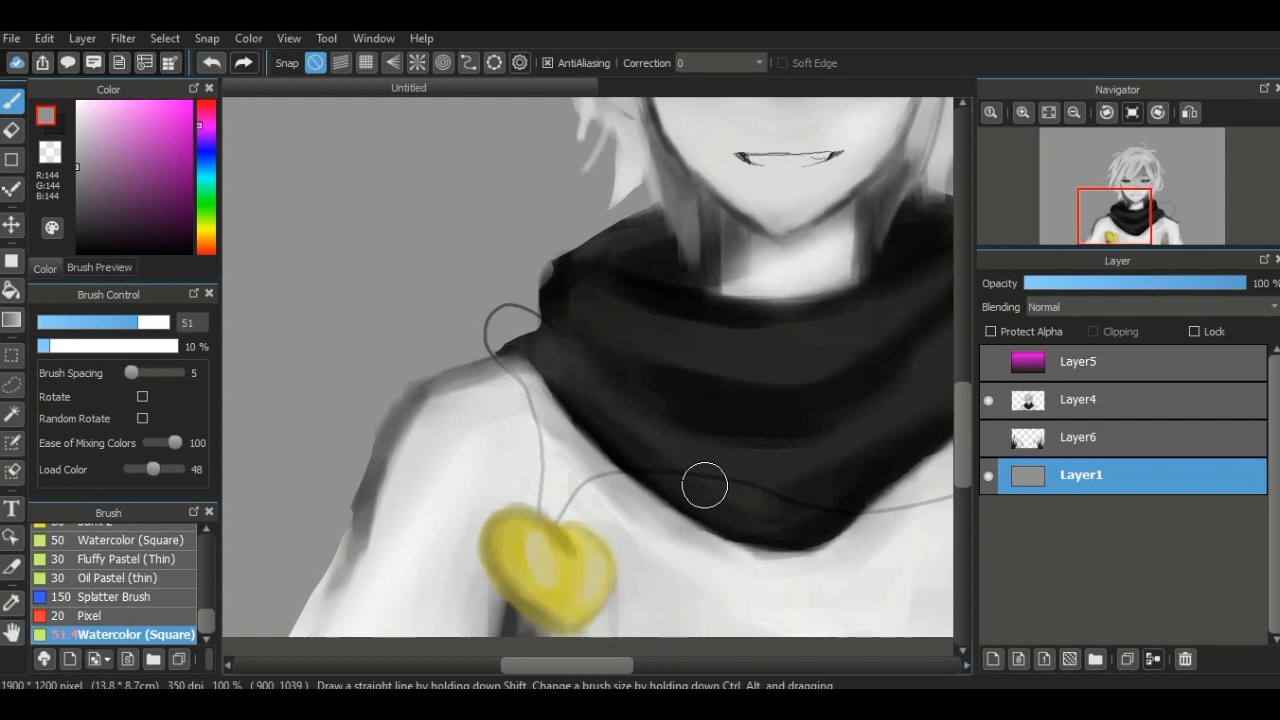 File Edit Layer Filter Select Snap Color View Tool Window Help
Snap AntiAliasing Correction 0 Soft Edge
Color
Untitled
Navigator
R:144
G:144
B:144
Color Brush Preview
Brush Control
51
10 %
Brush Spacing 5
Rotate
Random Rotate
Ease of Mixing Colors 100
Load Color 48
Brush
50 Watercolor (Square)
30 Fluffy Pastel (Thin)
30 Oil Pastel (thin)
150 Splatter Brush
20 Pixel
51.4 Watercolor (Square)
Layer
Opacity 100 %
Blending Normal
Protect Alpha Clipping Lock
Layer5
Layer4
Layer6
Layer1
1900 * 1200 pixel (13.8 * 8.7cm) 350 dpi 100 % ( 900, 1039 ) Draw a straight line by holding down Shift, Change a brush size by holding down Ctrl, Alt, and dragging